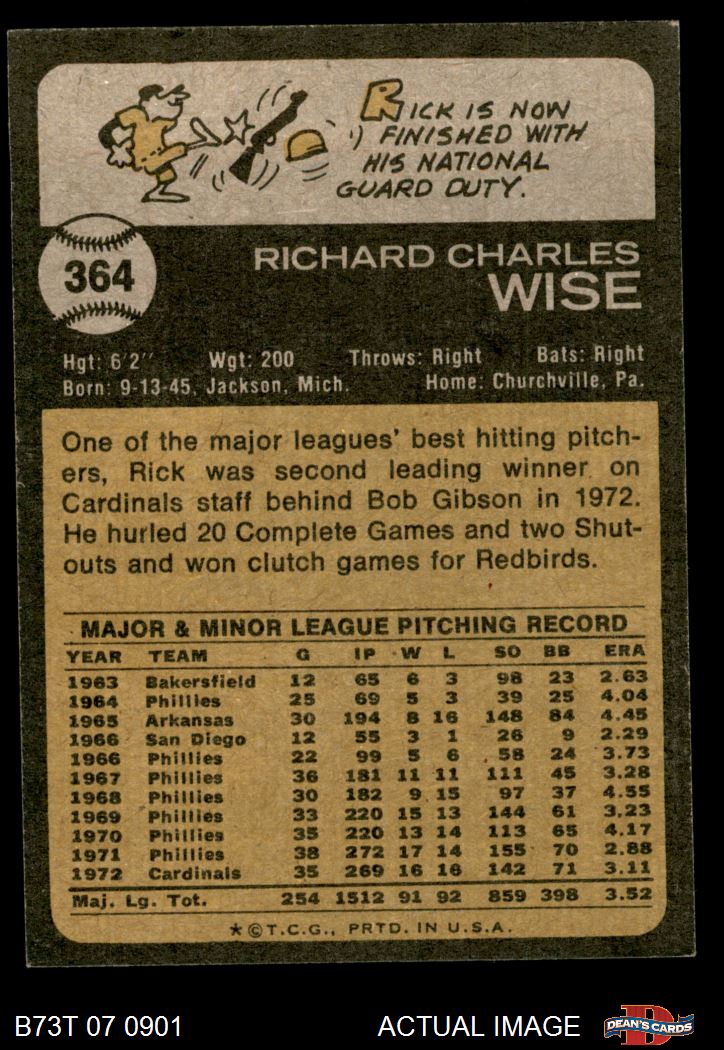 RICK IS NOW
FINISHED WITH
HIS NATIONAL
GUARD DUTY.
364
RICHARD CHARLES
WISE
Hgt: 6'2" Wgt: 200 Throws: Right Bats: Right
Born: 9-13-45, Jackson, Mich. Home: Churchville, Pa.
One of the major leagues' best hitting pitch-
ers, Rick was second leading winner on
Cardinals staff behind Bob Gibson in 1972.
He hurled 20 Complete Games and two Shut-
outs and won clutch games for Redbirds.
MAJOR & MINOR LEAGUE PITCHING RECORD
YEAR TEAM G IP W L SO BB ERA
1963 Bakersfield 12 65 6 3 98 23 2.63
1964 Phillies 25 69 5 3 39 25 4.04
1965 Arkansas 30 194 8 16 148 84 4.45
1966 San Diego 12 55 3 1 26 9 2.29
1966 Phillies 22 99 5 6 58 24 3.73
1967 Phillies 36 181 11 11 111 45 3.28
1968 Phillies 30 182 9 15 97 37 4.55
1969 Phillies 33 220 15 13 144 61 3.23
1970 Phillies 35 220 13 14 113 65 4.17
1971 Phillies 38 272 17 14 155 70 2.88
1972 Cardinals 35 269 16 16 142 71 3.11
Maj. Lg. Tot. 254 1512 91 92 859 398 3.52
★©T.C.G., PRTD. IN U.S.A.
B73T 07 0901 ACTUAL IMAGE D DEAN'S CARDS